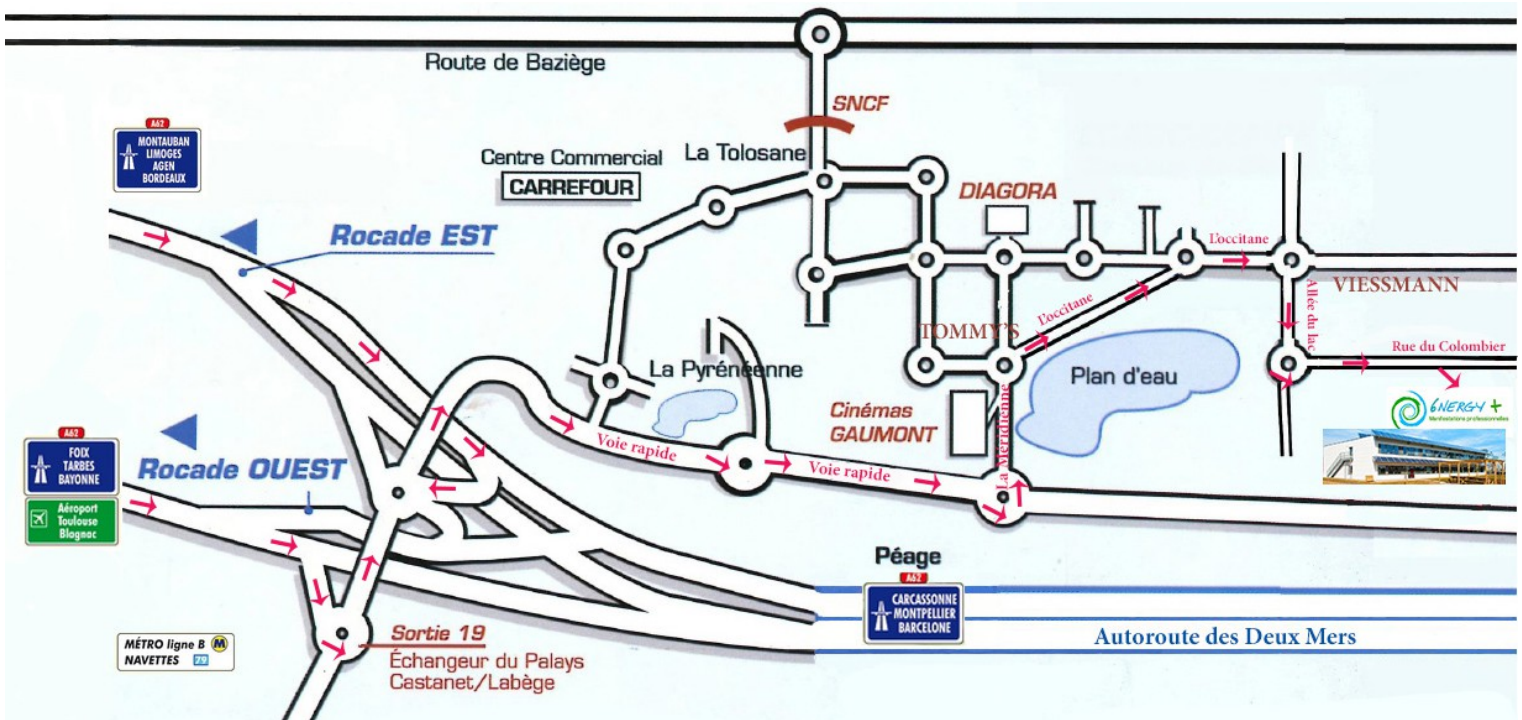 Route de Baziège
SNCF
A62
MONTAUBAN
LIMOGES
AGEN
BORDEAUX
Centre Commercial
CARREFOUR
La Tolosane
DIAGORA
Rocade EST
L'occitane
VIESSMANN
Allée du lac
TOMMY'S
L'occitane
Rue du Colombier
La Pyrénéenne
Plan d'eau
Cinémas
GAUMONT
La Méridienne
6NERGY +
Manifestations professionnelles
A62
FOIX
TARBES
BAYONNE
Rocade OUEST
Voie rapide
Voie rapide
Aéroport
Toulouse
Blagnac
Péage
A62
CARCASSONNE
MONTPELLIER
BARCELONE
Autoroute des Deux Mers
MÉTRO ligne B M
NAVETTES 79
Sortie 19
Échangeur du Palays
Castanet/Labège